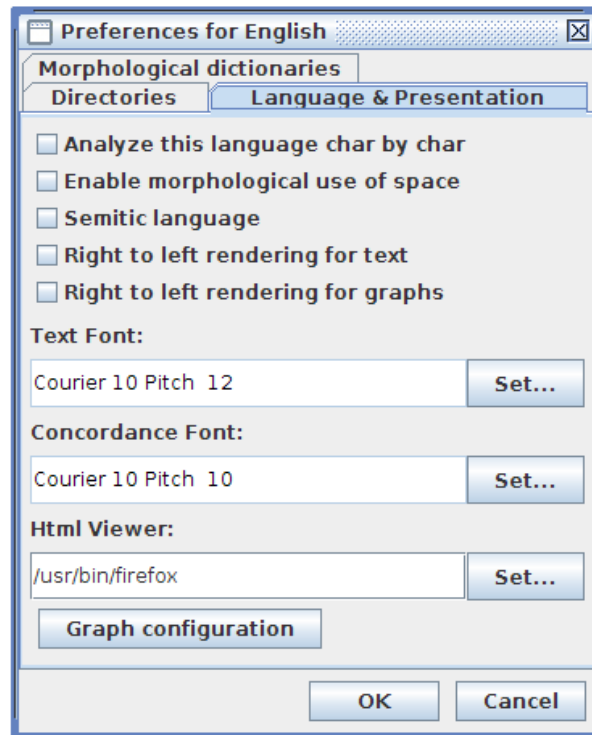 Preferences for English
Morphological dictionaries
Directories Language & Presentation
Analyze this language char by char
Enable morphological use of space
Semitic language
Right to left rendering for text
Right to left rendering for graphs
Text Font:
Courier 10 Pitch  12 Set...
Concordance Font:
Courier 10 Pitch  10 Set...
Html Viewer:
/usr/bin/firefox Set...
Graph configuration
OK Cancel